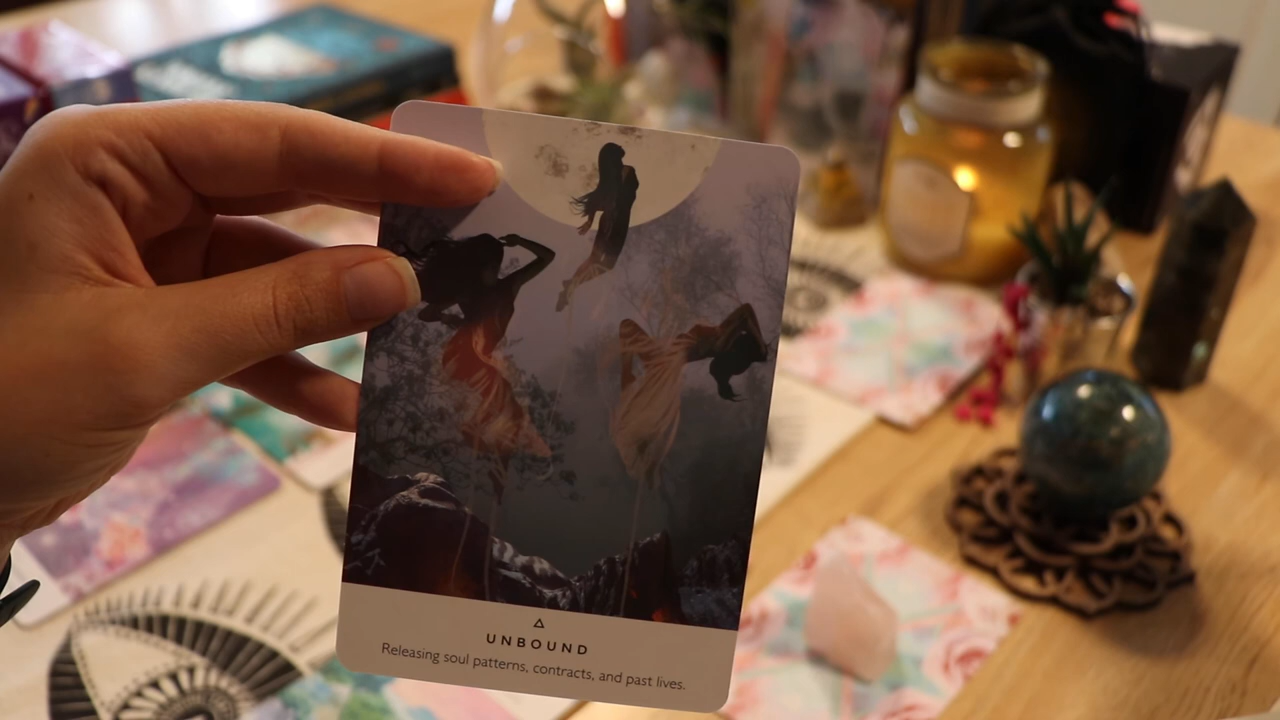 UNBOUND
Releasing soul patterns, contracts, and past lives.